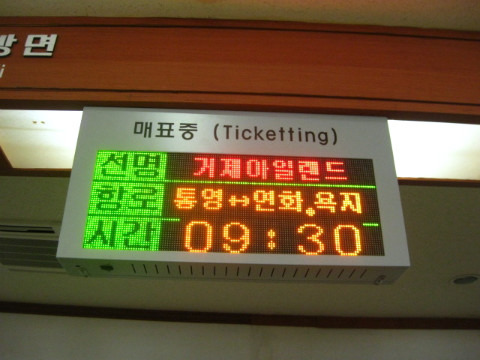 방면
매표중 (Ticketting)
선명 거제아일랜드
항로 통영↔연화.욕지
시간 09:30